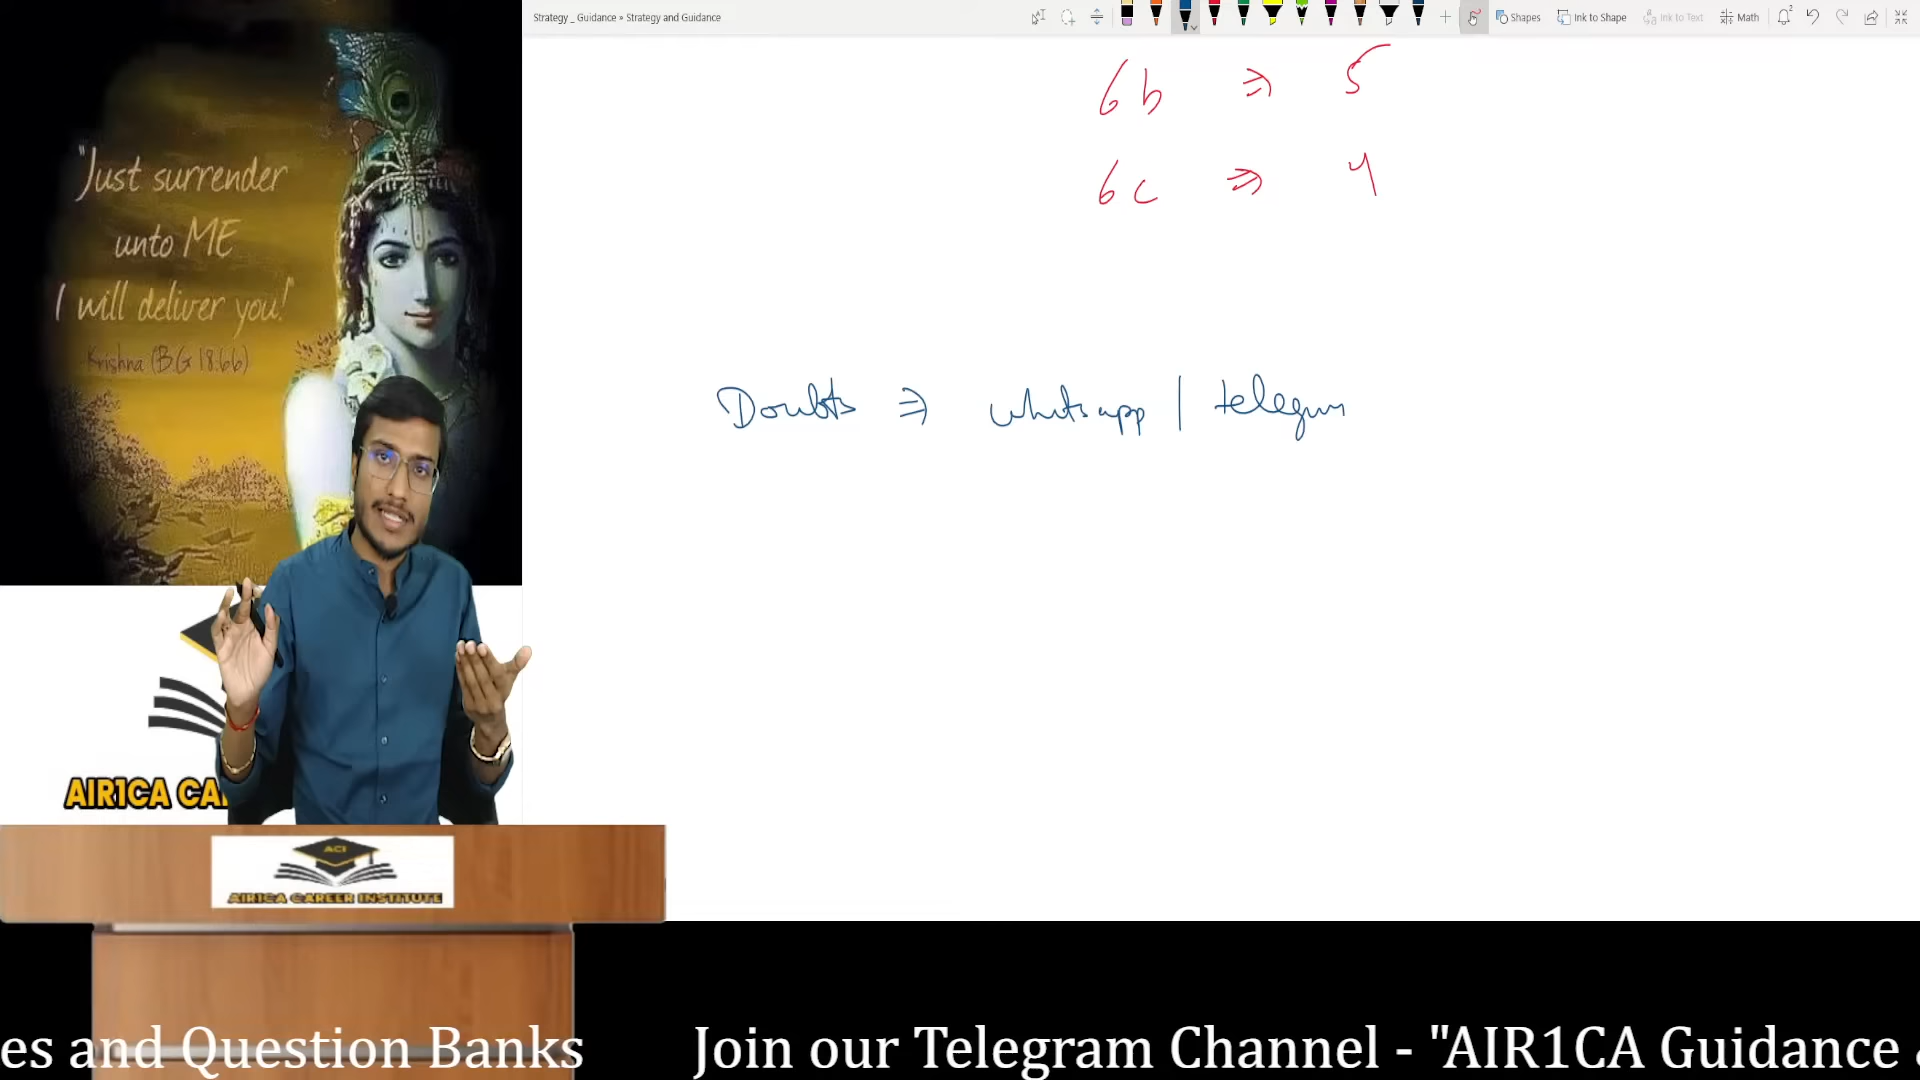 Strategy _ Guidance » Strategy and Guidance
Shapes
Ink to Shape
Ink to Text
Math
6b ⇒ 5
6c ⇒ 4
"Just surrender
unto ME
I will deliver you!"
Krishna (B.G 18.66)
Doubts ⇒ whatsapp | telegram
AIR1CA CA
ACI
AIR1CA CAREER INSTITUTE
es and Question Banks
Join our Telegram Channel - "AIR1CA Guidance